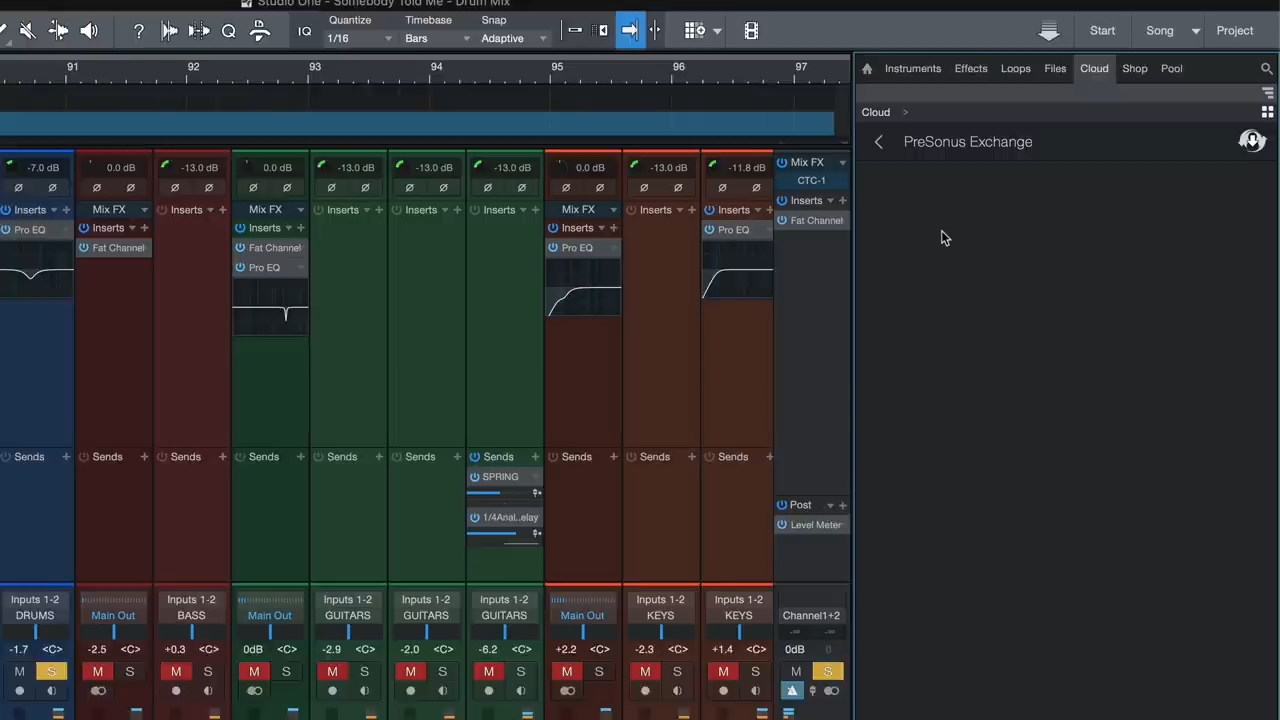 Studio One - Somebody Told Me - Drum Mix
? Q IQ Quantize Timebase Snap Start Song Project
1/16 Bars Adaptive
Instruments Effects Loops Files Cloud Shop Pool
91 92 93 94 95 96 97
Cloud >
PreSonus Exchange
-7.0 dB 0.0 dB -13.0 dB 0.0 dB -13.0 dB -13.0 dB -13.0 dB 0.0 dB -13.0 dB -11.8 dB Mix FX
CTC-1
Inserts Mix FX Inserts Mix FX Inserts Inserts Inserts Mix FX Inserts Inserts Inserts
Pro EQ Inserts Inserts Inserts Pro EQ Fat Channel
Fat Channel Fat Channel Pro EQ
Pro EQ
Sends Sends Sends Sends Sends Sends Sends Sends Sends Sends
SPRING
Post
1/4Anal..elay Level Meter
Inputs 1-2 Inputs 1-2 Inputs 1-2 Inputs 1-2 Inputs 1-2 Inputs 1-2 Inputs 1-2
DRUMS Main Out BASS Main Out GUITARS GUITARS GUITARS Main Out KEYS KEYS Channel1+2
-∞ -∞
-1.7 <C> -2.5 <C> +0.3 <C> 0dB <C> -2.9 <C> -2.0 <C> -6.2 <C> +2.2 <C> -2.3 <C> +1.4 <C> 0dB 0
M S M S M S M S M S M S M S M S M S M S M S